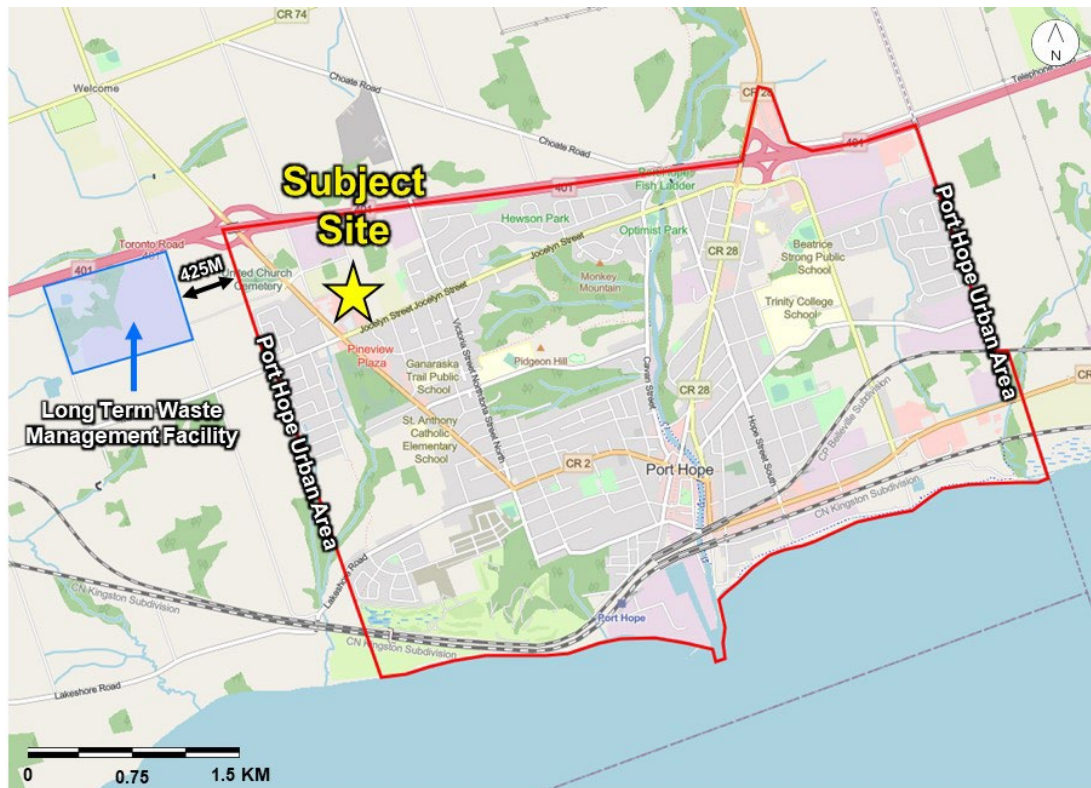 CR 74
N
Welcome
Choate Road
CR 28
Telephone Road
401
Choate Road
Subject
Site
401
Fish Ladder
Hewson Park
Optimist Park
CR 28
Toronto Road
401
425M
United Church
Cemetery
Jocelyn Street
Monkey
Mountain
Beatrice
Strong Public
School
Jocelyn Street Jocelyn Street
Trinity College
School
Port Hope Urban Area
Pineview
Plaza
Victoria Street North
Victoria Street North
Ganaraska
Trail Public
School
Pidgeon Hill
Cavan Street
CR 28
Port Hope Urban Area
Long Term Waste
Management Facility
St. Anthony
Catholic
Elementary
School
Hope Street South
CP Belleville Subdivision
CR 2
Port Hope
CN Kingston Subdivision
Lakeshore Road
CN Kingston Subdivision
Port Hope
CN Kingston Subdivision
Lakeshore Road
0
0.75
1.5 KM